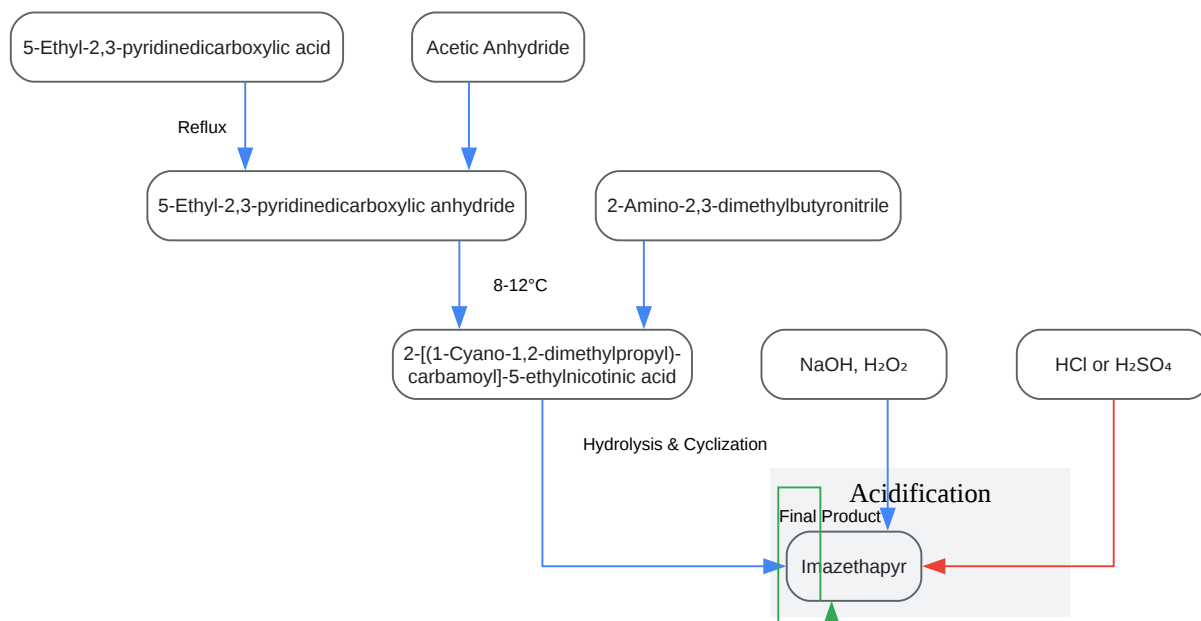 5-Ethyl-2,3-pyridinedicarboxylic acid
Acetic Anhydride
Reflux
5-Ethyl-2,3-pyridinedicarboxylic anhydride
2-Amino-2,3-dimethylbutyronitrile
8-12°C
2-[(1-Cyano-1,2-dimethylpropyl)-
carbamoyl]-5-ethylnicotinic acid
NaOH, H₂O₂
HCl or H₂SO₄
Hydrolysis & Cyclization
Acidification
Final Product
Imazethapyr